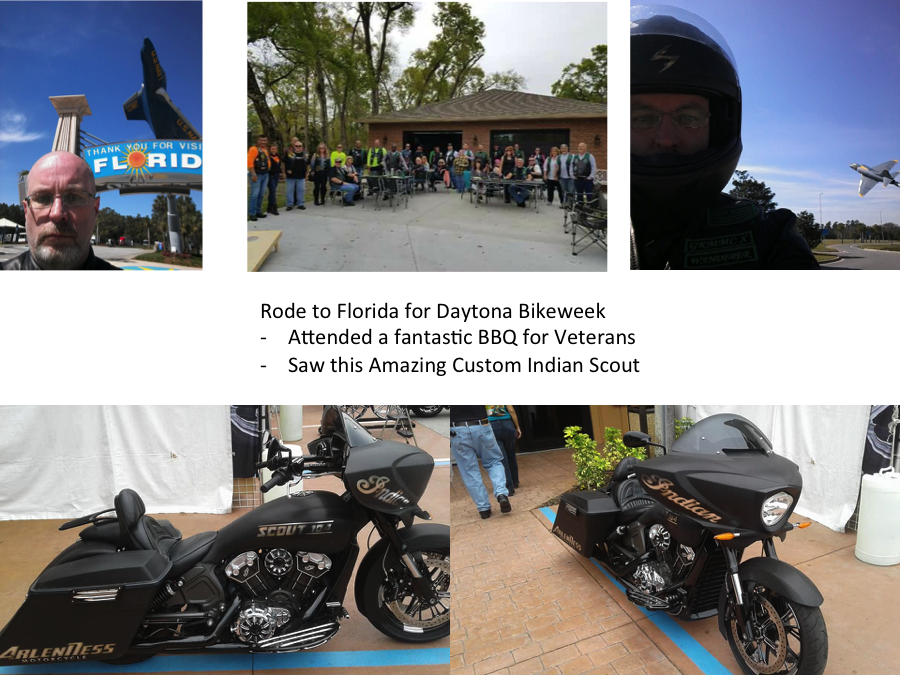 THANK YOU FOR VISI
FLORID
Rode to Florida for Daytona Bikeweek
- Attended a fantastic BBQ for Veterans
- Saw this Amazing Custom Indian Scout
Indian
SCOUT
ARLENNESS
MOTORCYCLE
Indian
ARLENNESS